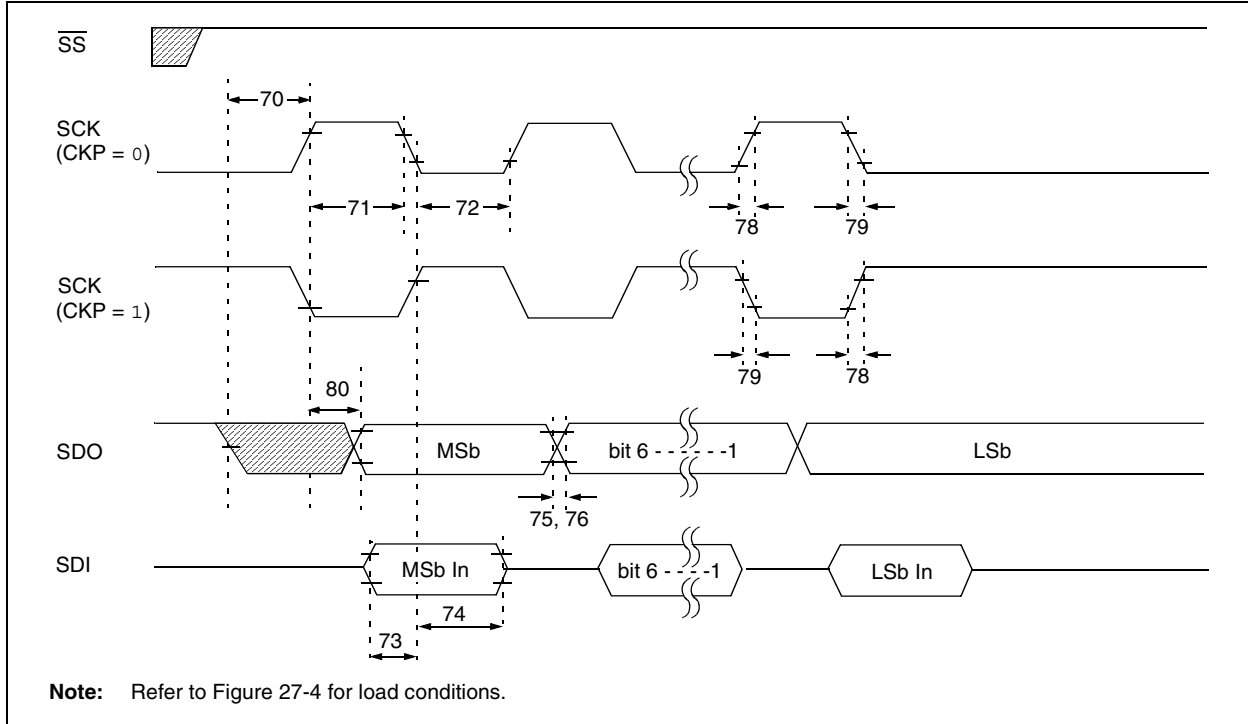 SS
70
SCK
(CKP = 0)
71
72
78
79
SCK
(CKP = 1)
79
78
80
SDO
MSb
bit 6 - - - - - -1
LSb
75, 76
SDI
MSb In
bit 6 - - - - -1
LSb In
74
73
Note: Refer to Figure 27-4 for load conditions.